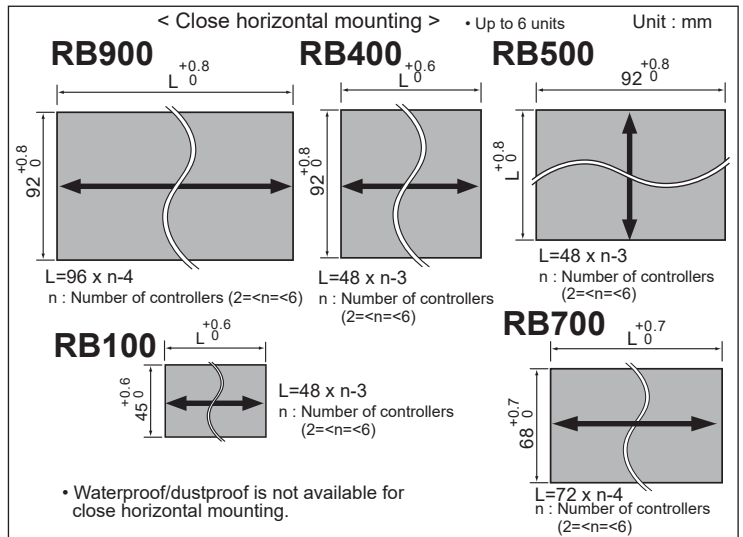 < Close horizontal mounting > • Up to 6 units Unit : mm
RB900
L +0.8 0
92 +0.8 0
L=96 x n-4
n : Number of controllers (2=<n=<6)
RB400
L +0.6 0
92 +0.8 0
L=48 x n-3
n : Number of controllers
(2=<n=<6)
RB500
92 +0.8 0
L +0.8 0
L=48 x n-3
n : Number of controllers
(2=<n=<6)
RB100
L +0.6 0
45 +0.6 0
L=48 x n-3
n : Number of controllers
(2=<n=<6)
RB700
L +0.7 0
68 +0.7 0
L=72 x n-4
n : Number of controllers
(2=<n=<6)
• Waterproof/dustproof is not available for
close horizontal mounting.